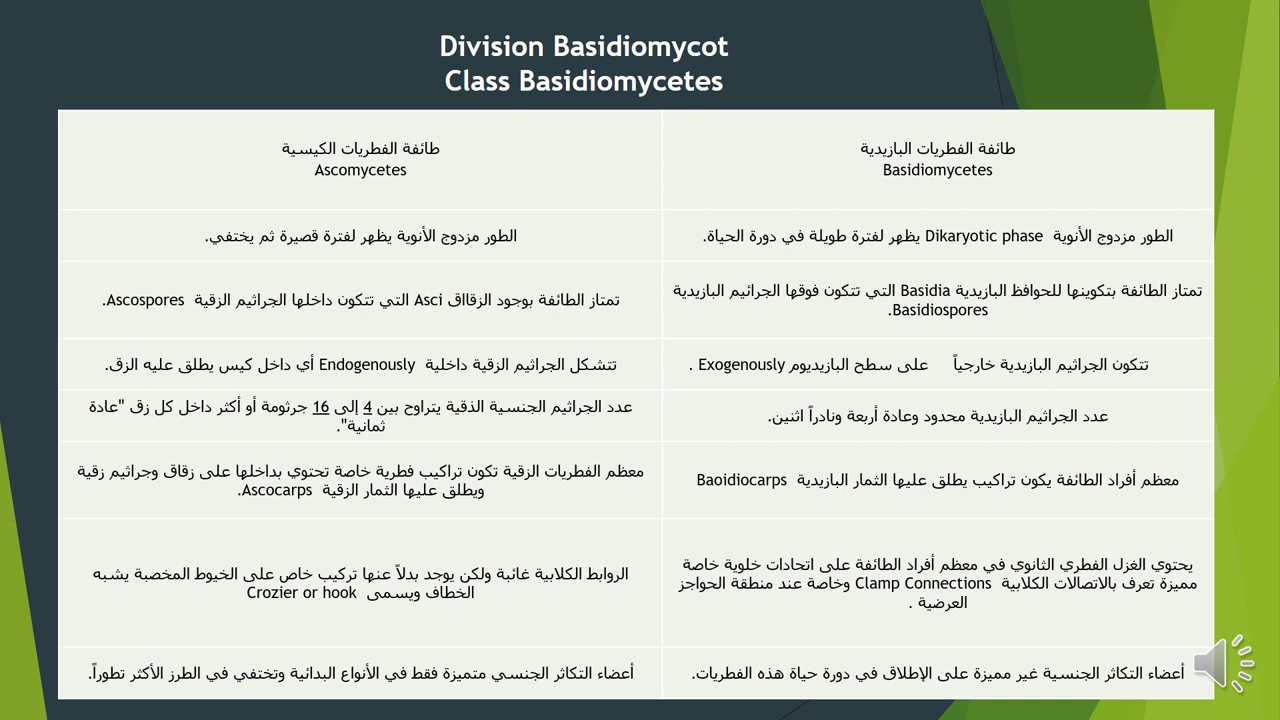 Division Basidiomycot
Class Basidiomycetes
طائفة الفطريات البازيدية
Basidiomycetes
طائفة الفطريات الكيسية
Ascomycetes
الطور مزدوج الأنوية Dikaryotic phase يظهر لفترة طويلة في دورة الحياة.
الطور مزدوج الأنوية يظهر لفترة قصيرة ثم يختفي.
تمتاز الطائفة بتكوينها للحوافظ البازيدية Basidia التي تتكون فوقها الجراثيم البازيدية
Basidiospores.
تمتاز الطائفة بوجود الزقااق Asci التي تتكون داخلها الجراثيم الزقية Ascospores.
تتكون الجراثيم البازيدية خارجياً على سطح البازيديوم Exogenously .
تتشكل الجراثيم الزقية داخلية Endogenously أي داخل كيس يطلق عليه الزق.
عدد الجراثيم البازيدية محدود وعادة أربعة ونادراً اثنين.
عدد الجراثيم الجنسية الذقية يتراوح بين 4 إلى 16 جرثومة أو أكثر داخل كل زق "عادة
ثمانية".
معظم أفراد الطائفة يكون تراكيب يطلق عليها الثمار البازيدية Baoidiocarps
معظم الفطريات الزقية تكون تراكيب فطرية خاصة تحتوي بداخلها على زقاق وجراثيم زقية
ويطلق عليها الثمار الزقية Ascocarps.
يحتوي الغزل الفطري الثانوي في معظم أفراد الطائفة على اتحادات خلوية خاصة
مميزة تعرف بالاتصالات الكلابية Clamp Connections وخاصة عند منطقة الحواجز
العرضية .
الروابط الكلابية غائبة ولكن يوجد بدلاً عنها تركيب خاص على الخيوط المخصبة يشبه
الخطاف ويسمى Crozier or hook
أعضاء التكاثر الجنسية غير مميزة على الإطلاق في دورة حياة هذه الفطريات.
أعضاء التكاثر الجنسي متميزة فقط في الأنواع البدائية وتختفي في الطرز الأكثر تطوراً.